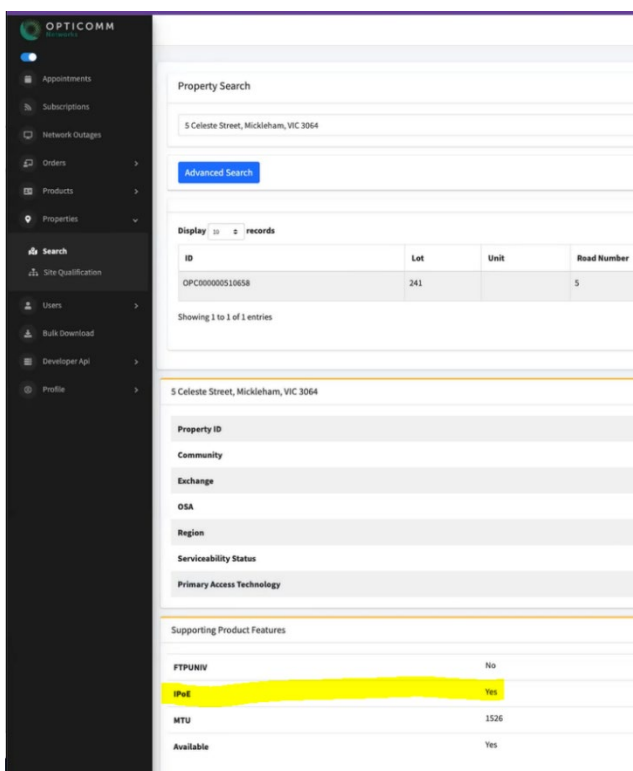 OPTICOMM
Networks
Appointments
Subscriptions
Network Outages
Orders
Products
Properties
Search
Site Qualification
Users
Bulk Download
Developer Api
Profile
Property Search
5 Celeste Street, Mickleham, VIC 3064
Advanced Search
Display 10 records
ID Lot Unit Road Number
OPC000000510658 241 5
Showing 1 to 1 of 1 entries
5 Celeste Street, Mickleham, VIC 3064
Property ID
Community
Exchange
OSA
Region
Serviceability Status
Primary Access Technology
Supporting Product Features
FTPUNIV No
IPoE Yes
MTU 1526
Available Yes